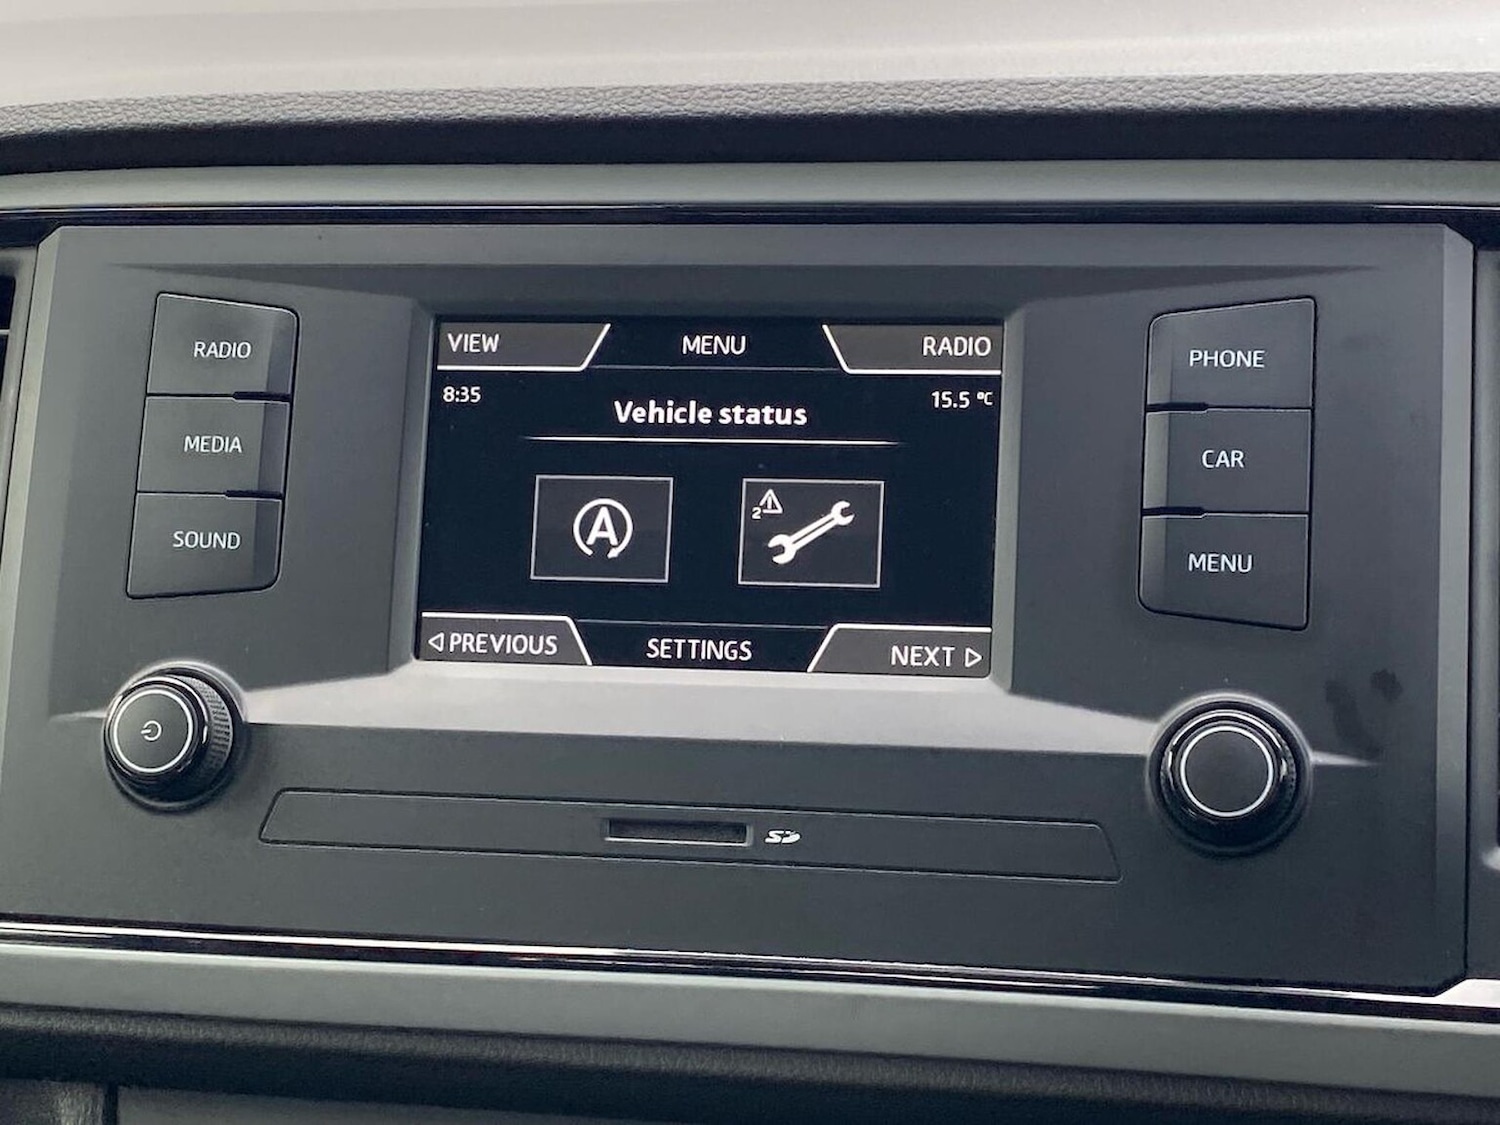 VIEW MENU RADIO
8:35 15.5 °C
Vehicle status
A 2
PREVIOUS SETTINGS NEXT
RADIO
MEDIA
SOUND
PHONE
CAR
MENU
SD